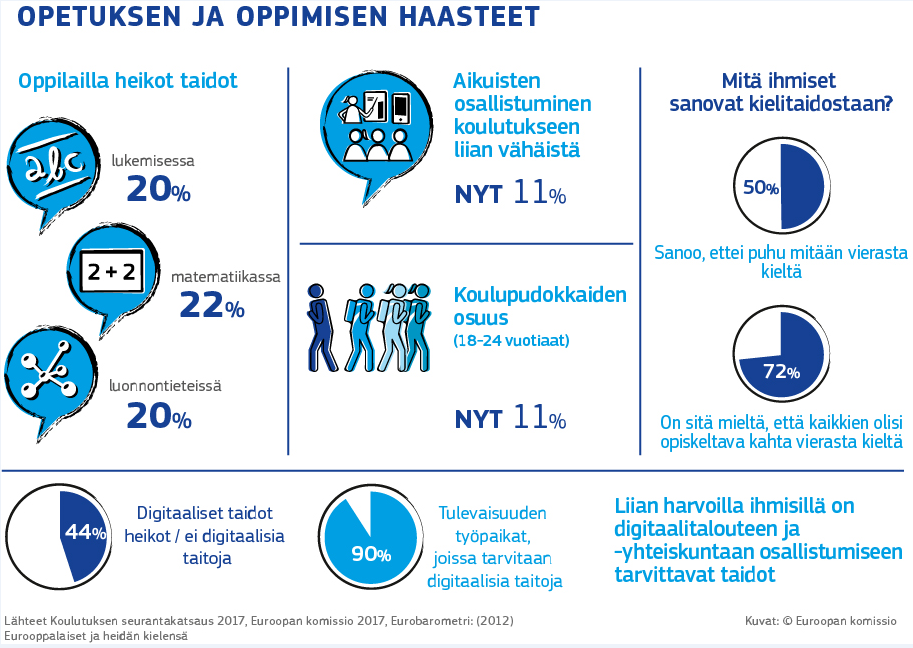 OPETUKSEN JA OPPIMISEN HAASTEET
Oppilailla heikot taidot
abc
lukemisessa
20%
2 + 2
matematiikassa
22%
luonnontieteissä
20%
Aikuisten
osallistuminen
koulutukseen
liian vähäistä
NYT 11%
Koulupudokkaiden
osuus
(18-24 vuotiaat)
NYT 11%
Mitä ihmiset
sanovat kielitaidostaan?
50%
Sanoo, ettei puhu mitään vierasta
kieltä
72%
On sitä mieltä, että kaikkien olisi
opiskeltava kahta vierasta kieltä
44%
Digitaaliset taidot
heikot / ei digitaalisia
taitoja
90%
Tulevaisuuden
työpaikat,
joissa tarvitaan
digitaalisia taitoja
Liian harvoilla ihmisillä on
digitaalitalouteen ja
-yhteiskuntaan osallistumiseen
tarvittavat taidot
Lähteet Koulutuksen seurantakatsaus 2017, Euroopan komissio 2017, Eurobarometri: (2012)
Eurooppalaiset ja heidän kielensä
Kuvat: © Euroopan komissio